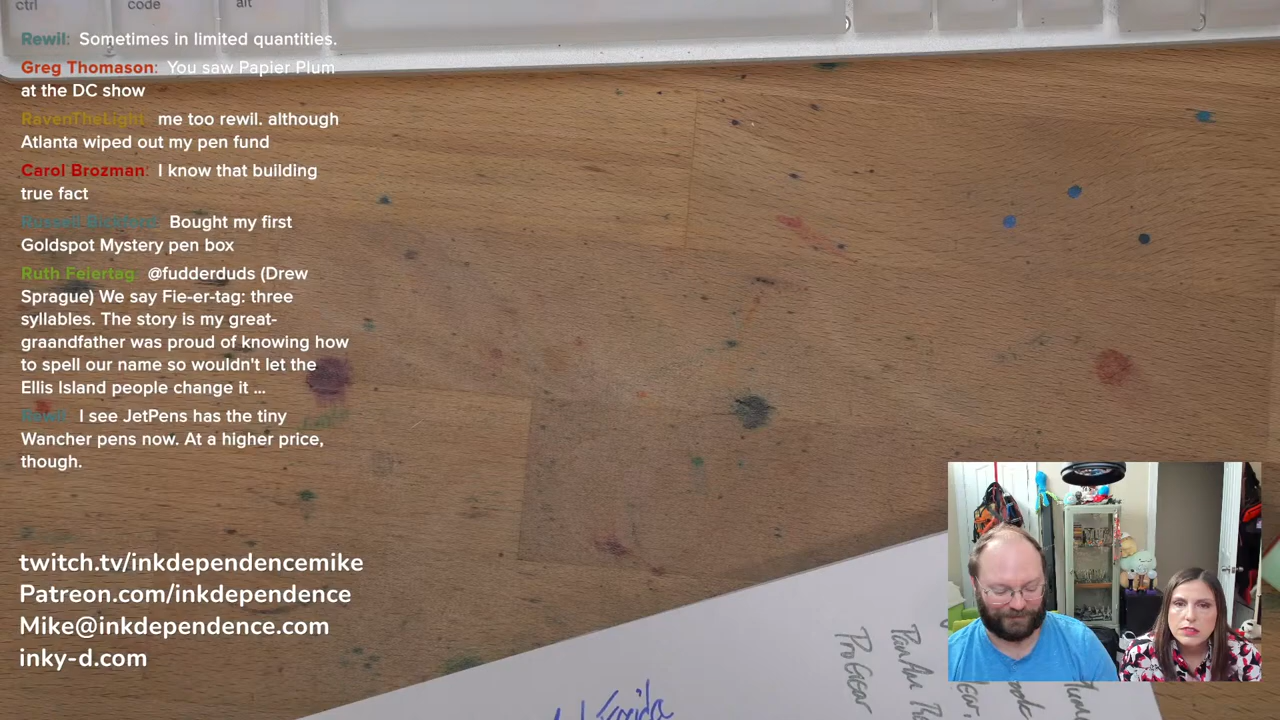 ctrl
code
alt
Rewil: Sometimes in limited quantities.
Greg Thomason: You saw Papier Plum
at the DC show
RavenTheLight: me too rewil. although
Atlanta wiped out my pen fund
Carol Brozman: I know that building
true fact
Bought my first
Goldspot Mystery pen box
Ruth Feiertag: @fudderduds (Drew
Sprague) We say Fie-er-tag: three
syllables. The story is my great-
graandfather was proud of knowing how
to spell our name so wouldn't let the
Ellis Island people change it ...
Rewil: I see JetPens has the tiny
Wancher pens now. At a higher price,
though.
twitch.tv/inkdependencemike
Patreon.com/inkdependence
Mike@inkdependence.com
inky-d.com
ProGear